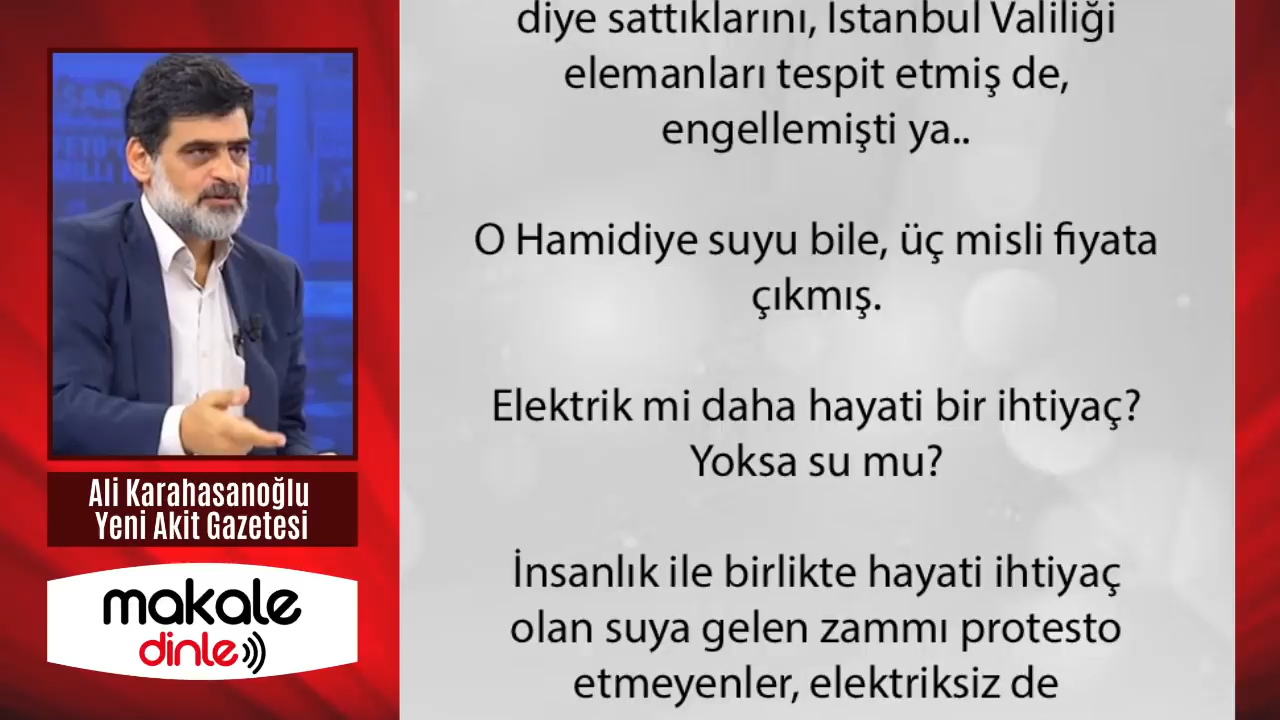 diye sattıklarını, İstanbul Valiliği
elemanları tespit etmiş de,
engellemişti ya..
O Hamidiye suyu bile, üç misli fiyata
çıkmış.
Elektrik mi daha hayati bir ihtiyaç?
Yoksa su mu?
İnsanlık ile birlikte hayati ihtiyaç
olan suya gelen zammı protesto
etmeyenler, elektriksiz de
Ali Karahasanoğlu
Yeni Akit Gazetesi
makale
dinle